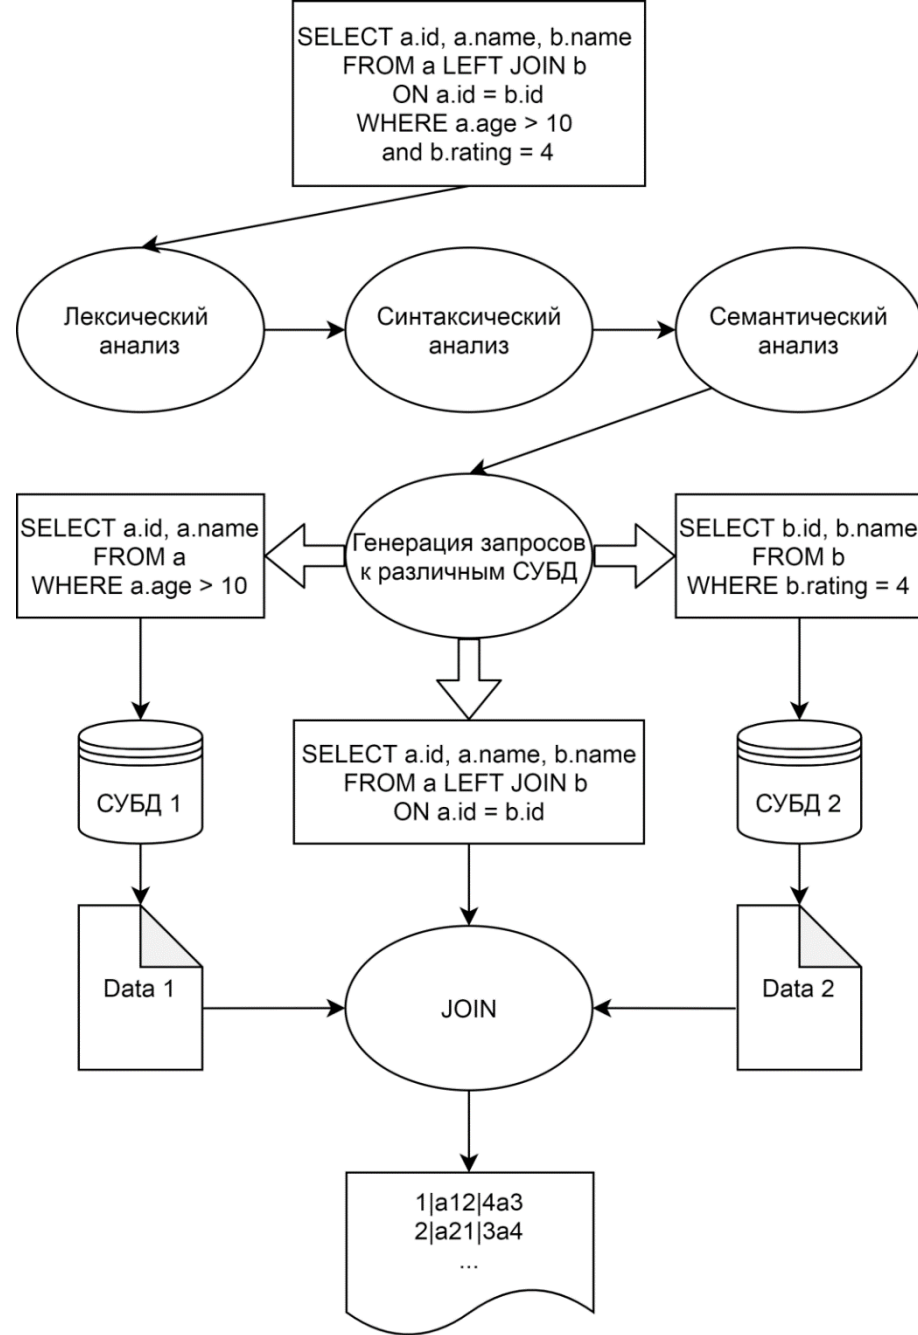 SELECT a.id, a.name, b.name
FROM a LEFT JOIN b
ON a.id = b.id
WHERE a.age > 10
and b.rating = 4
Лексический
анализ
Синтаксический
анализ
Семантический
анализ
SELECT a.id, a.name
FROM a
WHERE a.age > 10
Генерация запросов
к различным СУБД
SELECT b.id, b.name
FROM b
WHERE b.rating = 4
СУБД 1
SELECT a.id, a.name, b.name
FROM a LEFT JOIN b
ON a.id = b.id
СУБД 2
Data 1
JOIN
Data 2
1|a12|4a3
2|a21|3a4
...